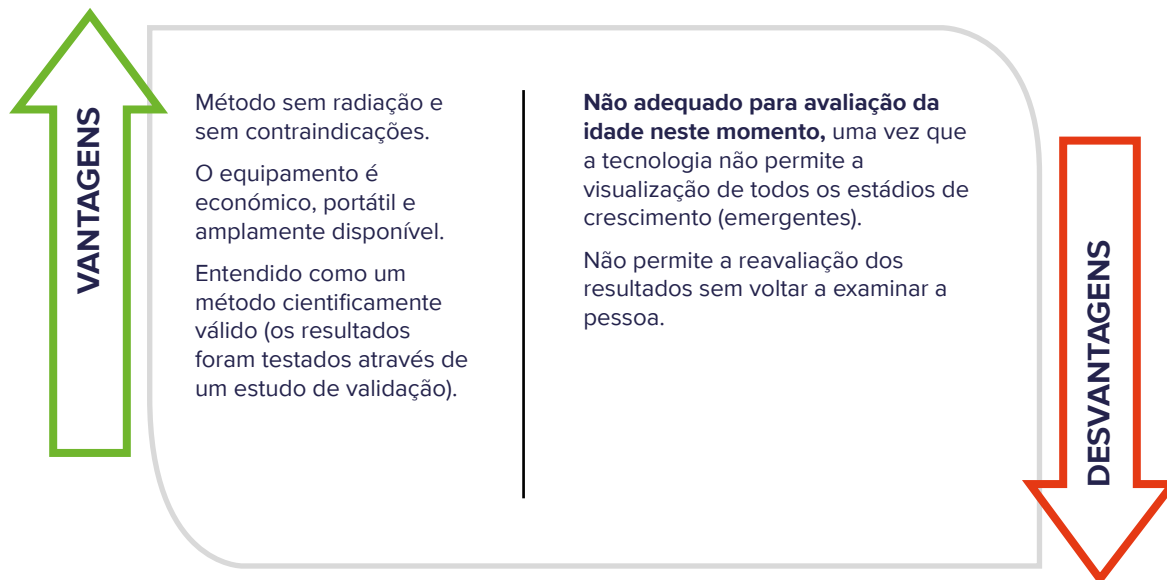 VANTAGENS
Método sem radiação e
sem contraindicações.
O equipamento é
económico, portátil e
amplamente disponível.
Entendido como um
método cientificamente
válido (os resultados
foram testados através de
um estudo de validação).
Não adequado para avaliação da
idade neste momento, uma vez que
a tecnologia não permite a
visualização de todos os estádios de
crescimento (emergentes).
Não permite a reavaliação dos
resultados sem voltar a examinar a
pessoa.
DESVANTAGENS